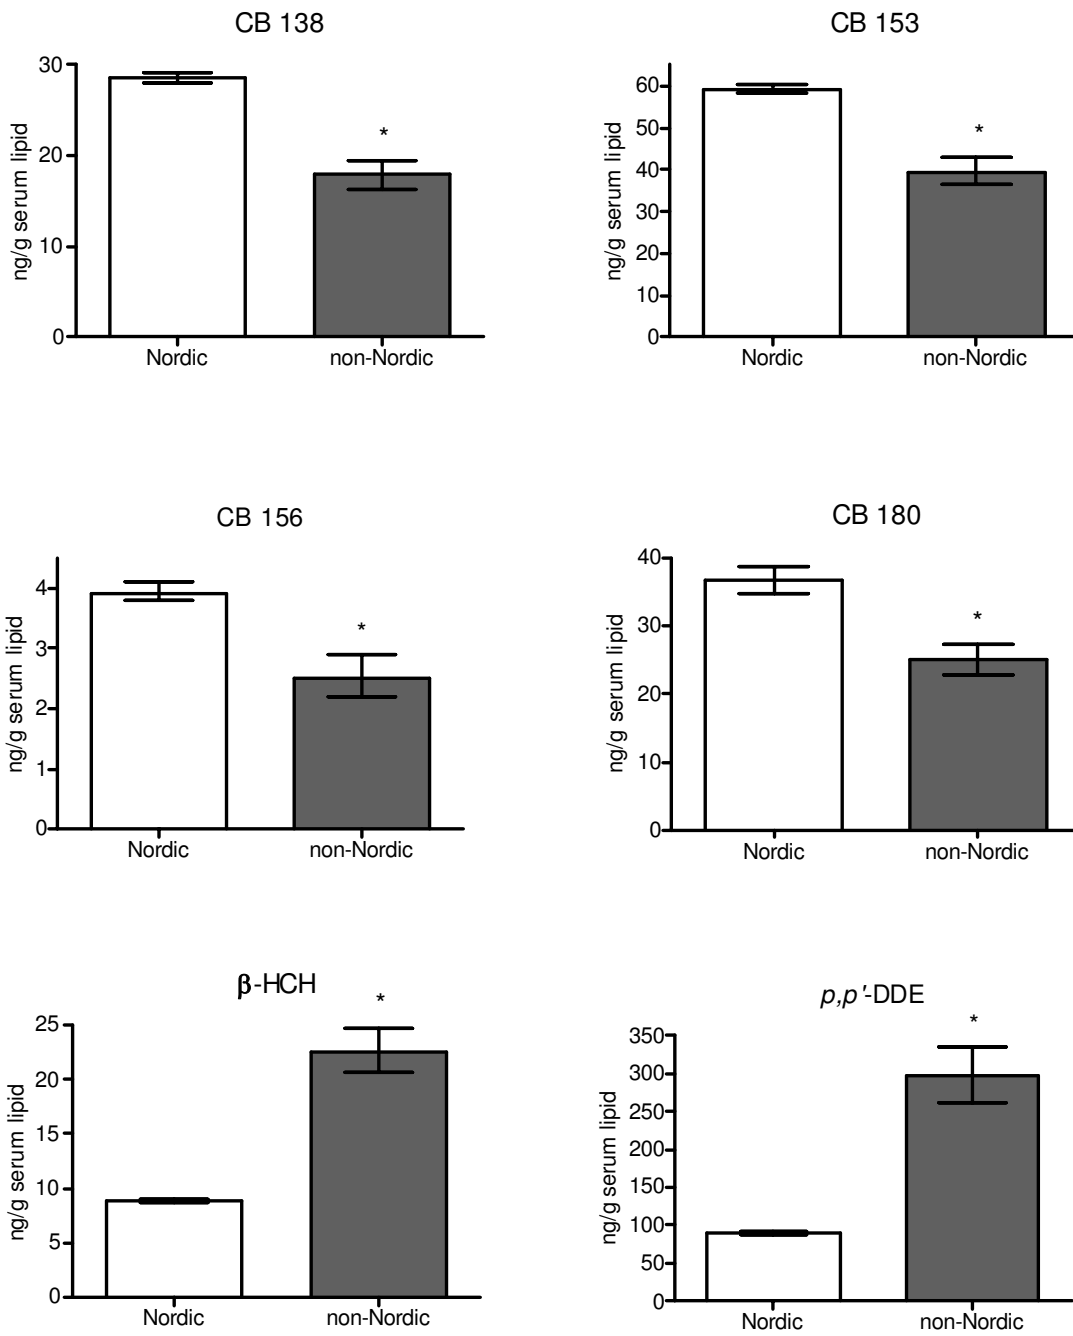 CB 138
ng/g serum lipid
30
20
10
0
*
Nordic
non-Nordic
CB 153
ng/g serum lipid
60
50
40
30
20
10
0
*
Nordic
non-Nordic
CB 156
ng/g serum lipid
4
3
2
1
0
*
Nordic
non-Nordic
CB 180
ng/g serum lipid
40
30
20
10
0
*
Nordic
non-Nordic
β-HCH
ng/g serum lipid
25
20
15
10
5
0
*
Nordic
non-Nordic
p,p'-DDE
ng/g serum lipid
350
300
250
200
150
100
50
0
*
Nordic
non-Nordic